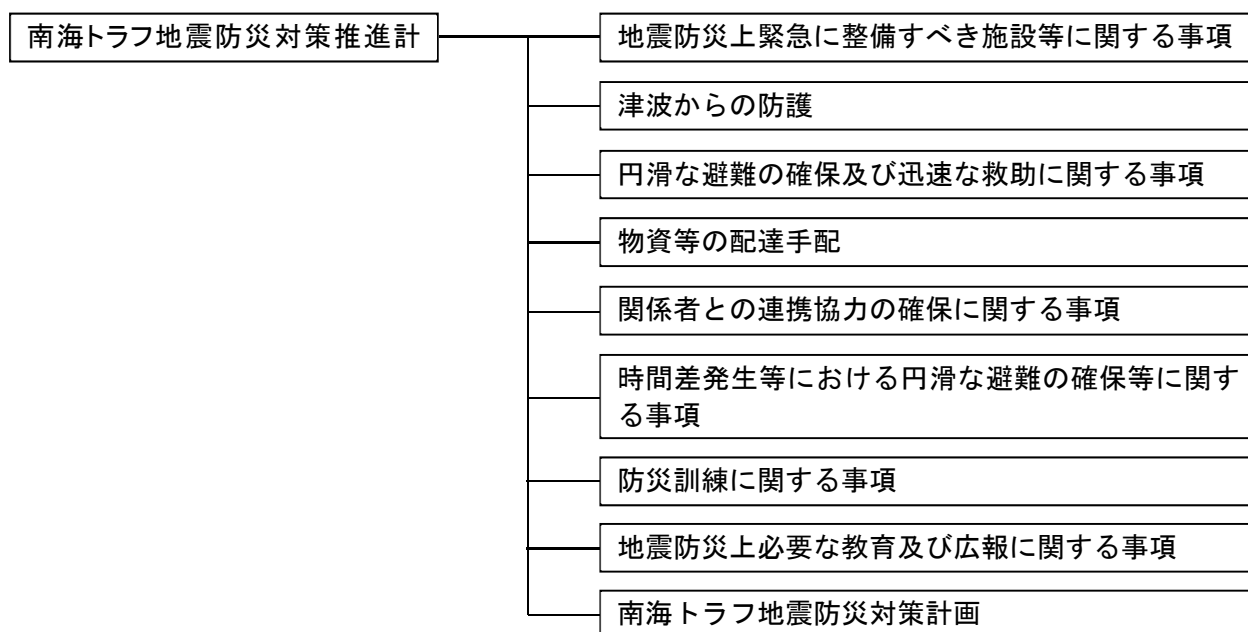 南海トラフ地震防災対策推進計
地震防災上緊急に整備すべき施設等に関する事項
津波からの防護
円滑な避難の確保及び迅速な救助に関する事項
物資等の配達手配
関係者との連携協力の確保に関する事項
時間差発生等における円滑な避難の確保等に関す
る事項
防災訓練に関する事項
地震防災上必要な教育及び広報に関する事項
南海トラフ地震防災対策計画